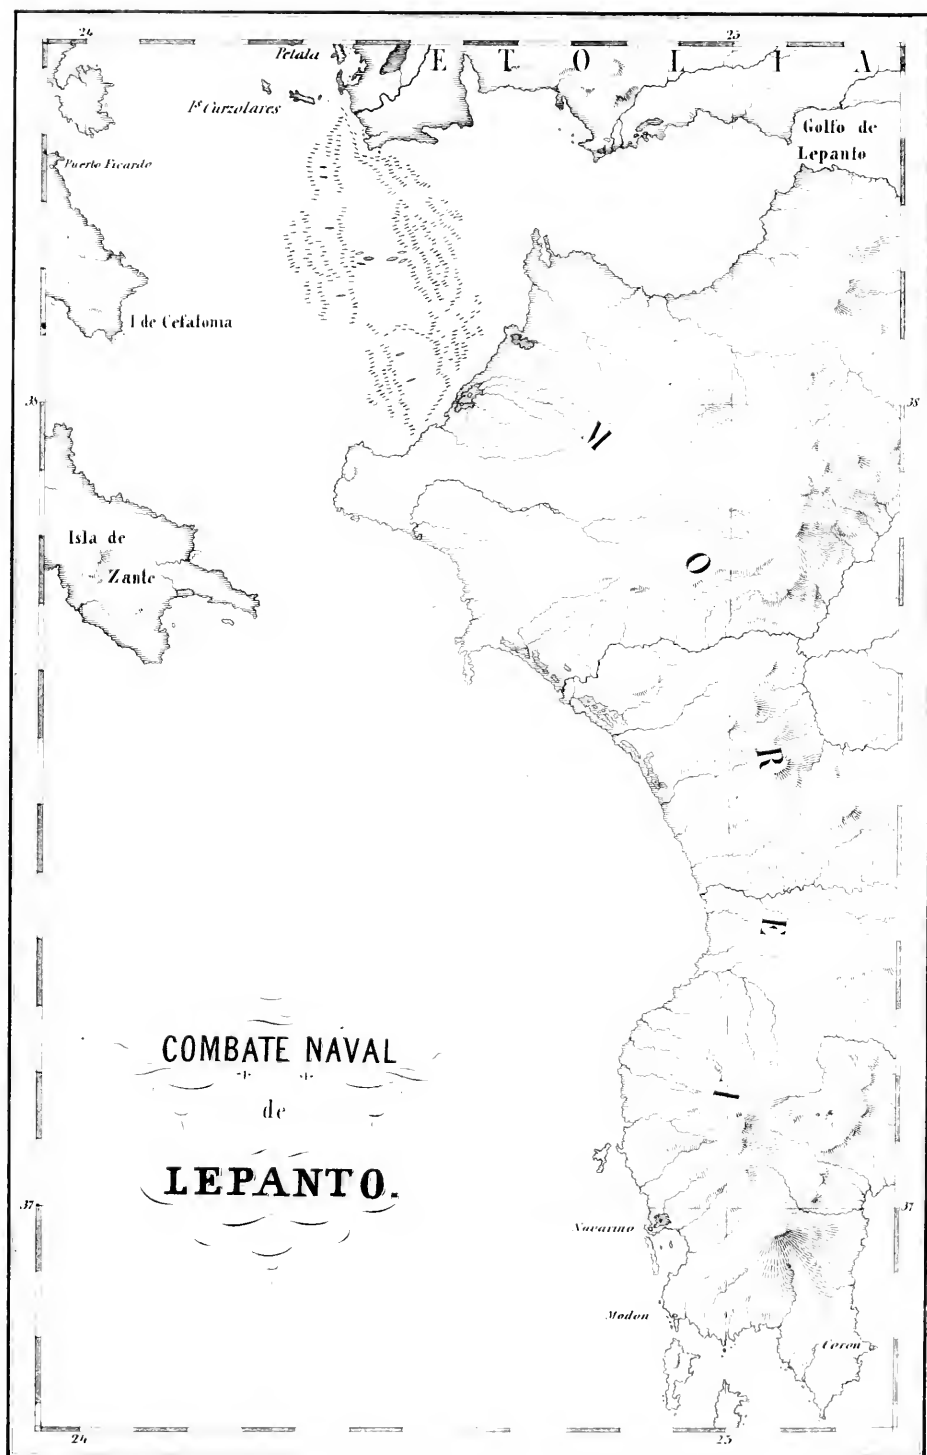 24
25
Petala
E T O L I A
Iˢ Curzolares
Golfo de
Lepanto
Puerto Ficardo
I de Cefalonia
38
38
M O R E I
Isla de
Zante
COMBATE NAVAL
de
LEPANTO.
37
37
Navarino
Modon
Coron
24
25